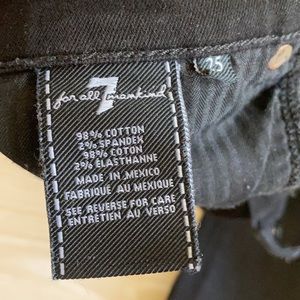 7
for all mankind
25
98% COTTON
2% SPANDEX
98% COTON
2% ELASTHANNE
MADE IN MEXICO
FABRIQUE AU MEXIQUE
SEE REVERSE FOR CARE
ENTRETIEN AU VERSO